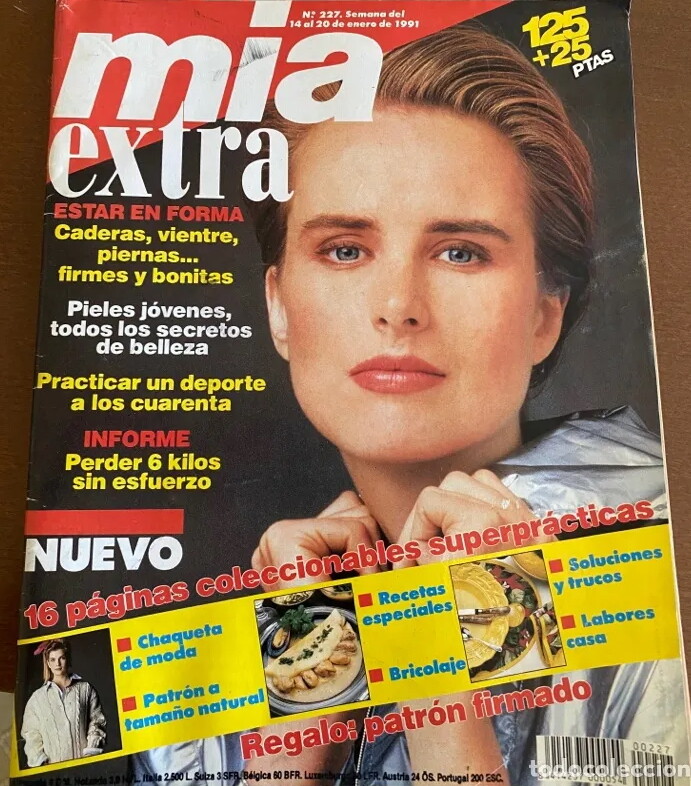 Nº 227. Semana del
14 al 20 de enero de 1991
125
+25
PTAS
mía
extra
ESTAR EN FORMA
Caderas, vientre,
piernas...
firmes y bonitas
Pieles jóvenes,
todos los secretos
de belleza
Practicar un deporte
a los cuarenta
INFORME
Perder 6 kilos
sin esfuerzo
NUEVO
16 páginas coleccionables superprácticas
Chaqueta
de moda
Patrón a
tamaño natural
Recetas
especiales
Bricolaje
Soluciones
y trucos
Labores
casa
Regalo: patrón firmado
00227
L. Italia 2,500 L. Suiza 3 SFR. Bélgica 60 BFR. LFR. Austria 24 ÖS. Portugal 200 ESC.
todocoleccion